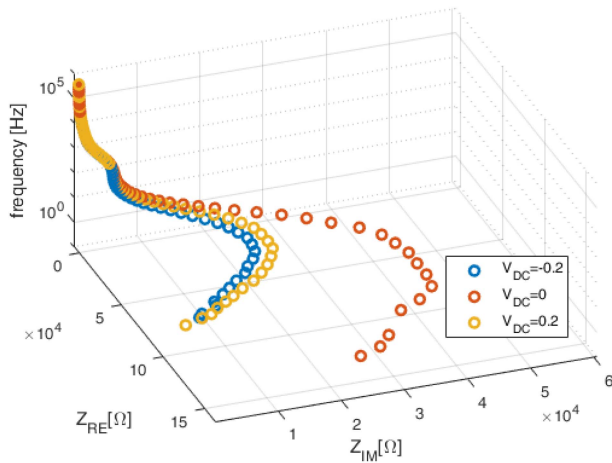 10^5
frequency [Hz]
10^0
0
5
×10^4
10
15
Z_RE[Ω]
1
2
3
4
5
6
×10^4
Z_IM[Ω]
V_DC=-0.2
V_DC=0
V_DC=0.2